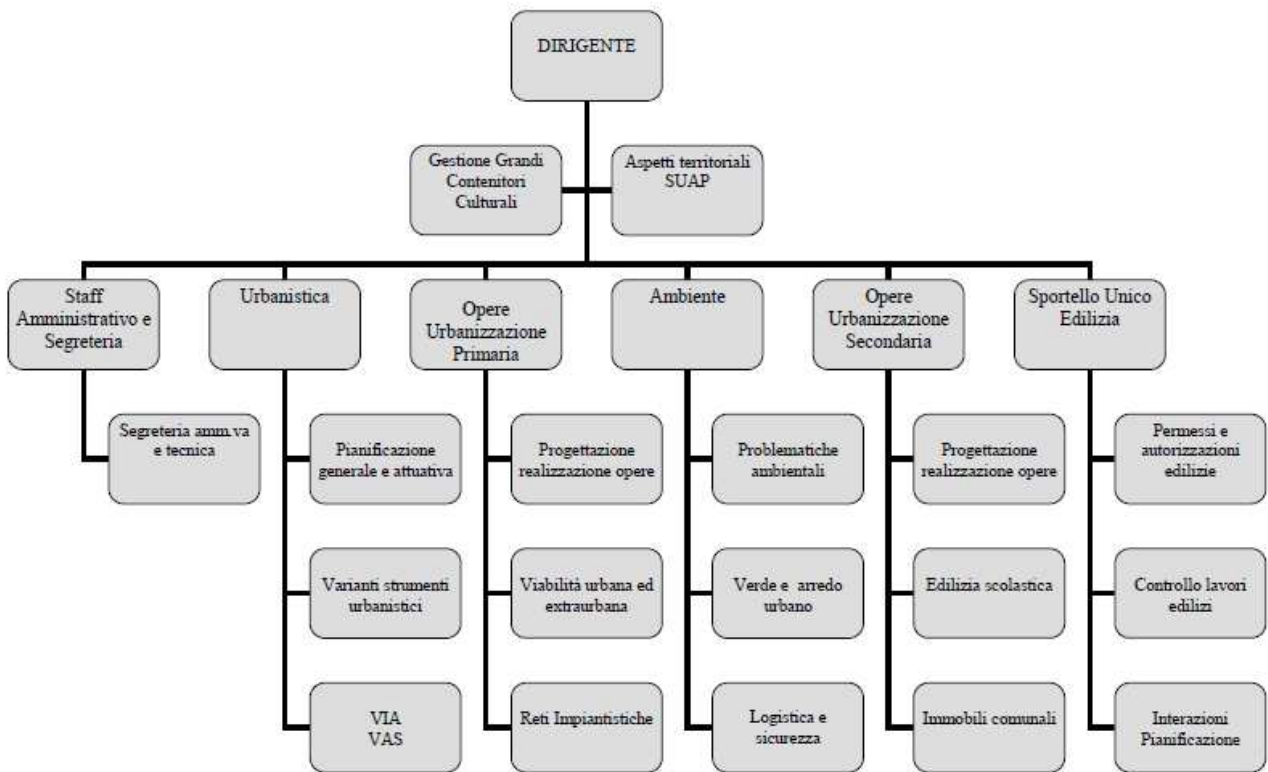 DIRIGENTE
Gestione Grandi
Contenitori
Culturali
Aspetti territoriali
SUAP
Staff
Amministrativo e
Segreteria
Urbanistica
Opere
Urbanizzazione
Primaria
Ambiente
Opere
Urbanizzazione
Secondaria
Sportello Unico
Edilizia
Segreteria amm.va
e tecnica
Pianificazione
generale e attuativa
Progettazione
realizzazione opere
Problematiche
ambientali
Progettazione
realizzazione opere
Permessi e
autorizzazioni
edilizie
Varianti strumenti
urbanistici
Viabilità urbana ed
extraurbana
Verde e arredo
urbano
Edilizia scolastica
Controllo lavori
edilizi
VIA
VAS
Reti Impiantistiche
Logistica e
sicurezza
Immobili comunali
Interazioni
Pianificazione